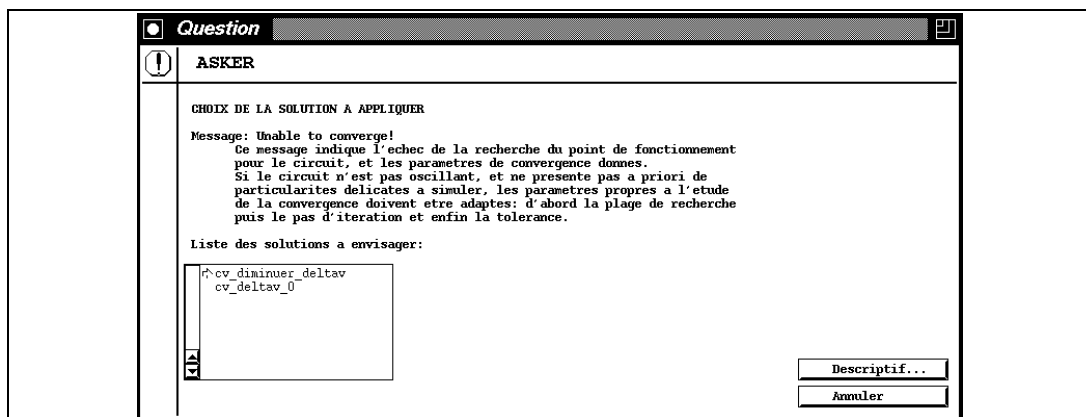 Question
ASKER
CHOIX DE LA SOLUTION A APPLIQUER
Message: Unable to converge!
Ce message indique l'echec de la recherche du point de fonctionnement
pour le circuit, et les parametres de convergence donnes.
Si le circuit n'est pas oscillant, et ne presente pas a priori de
particularites delicates a simuler, les parametres propres a l'etude
de la convergence doivent etre adaptes: d'abord la plage de recherche
puis le pas d'iteration et enfin la tolerance.
Liste des solutions a envisager:
cv_diminuer_deltav
cv_deltav_0
Descriptif...
Annuler